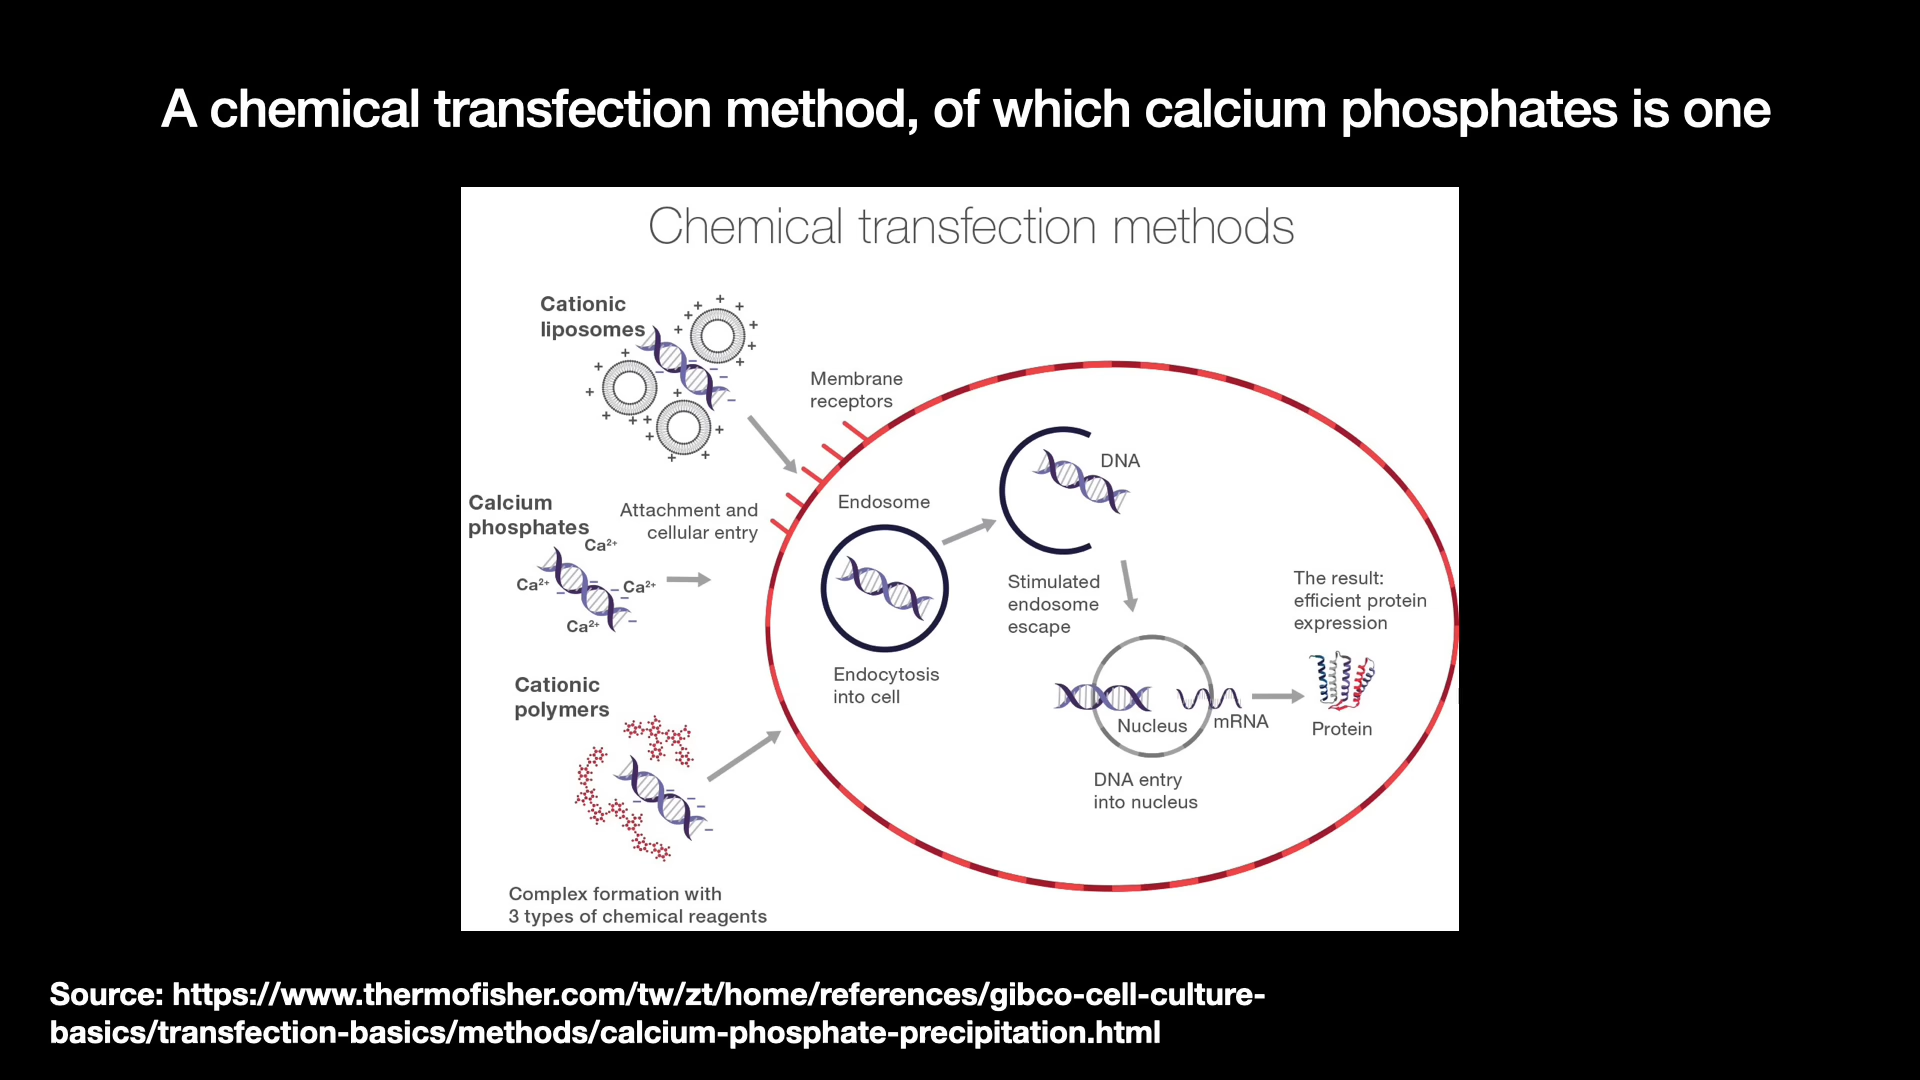 A chemical transfection method, of which calcium phosphates is one
Chemical transfection methods
Cationic
liposomes
Membrane
receptors
DNA
Calcium
phosphates
Attachment and
cellular entry
Endosome
Ca²⁺
Ca²⁺
Ca²⁺
Ca²⁺
Stimulated
endosome
escape
The result:
efficient protein
expression
Endocytosis
into cell
Cationic
polymers
Nucleus
mRNA
Protein
DNA entry
into nucleus
Complex formation with
3 types of chemical reagents
Source: https://www.thermofisher.com/tw/zt/home/references/gibco-cell-culture-
basics/transfection-basics/methods/calcium-phosphate-precipitation.html